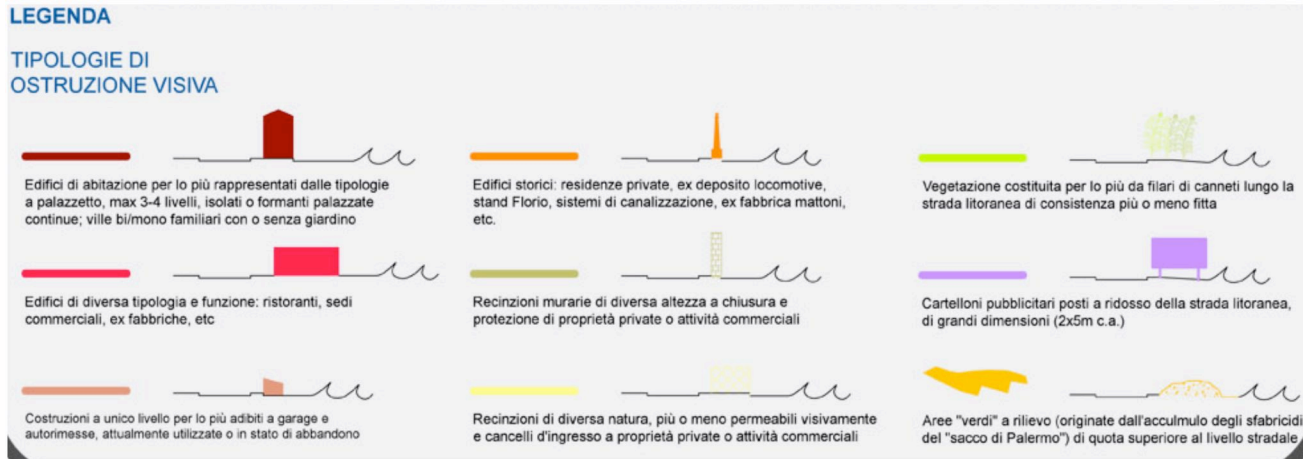 LEGENDA
TIPOLOGIE DI
OSTRUZIONE VISIVA
Edifici di abitazione per lo più rappresentati dalle tipologie
a palazzetto, max 3-4 livelli, isolati o formanti palazzate
continue; ville bi/mono familiari con o senza giardino
Edifici storici: residenze private, ex deposito locomotive,
stand Florio, sistemi di canalizzazione, ex fabbrica mattoni,
etc.
Vegetazione costituita per lo più da filari di canneti lungo la
strada litoranea di consistenza più o meno fitta
Edifici di diversa tipologia e funzione: ristoranti, sedi
commerciali, ex fabbriche, etc
Recinzioni murarie di diversa altezza a chiusura e
protezione di proprietà private o attività commerciali
Cartelloni pubblicitari posti a ridosso della strada litoranea,
di grandi dimensioni (2x5m c.a.)
Costruzioni a unico livello per lo più adibiti a garage e
autorimesse, attualmente utilizzate o in stato di abbandono
Recinzioni di diversa natura, più o meno permeabili visivamente
e cancelli d'ingresso a proprietà private o attività commerciali
Aree "verdi" a rilievo (originate dall'acculmulo degli sfabricidi
del "sacco di Palermo") di quota superiore al livello stradale